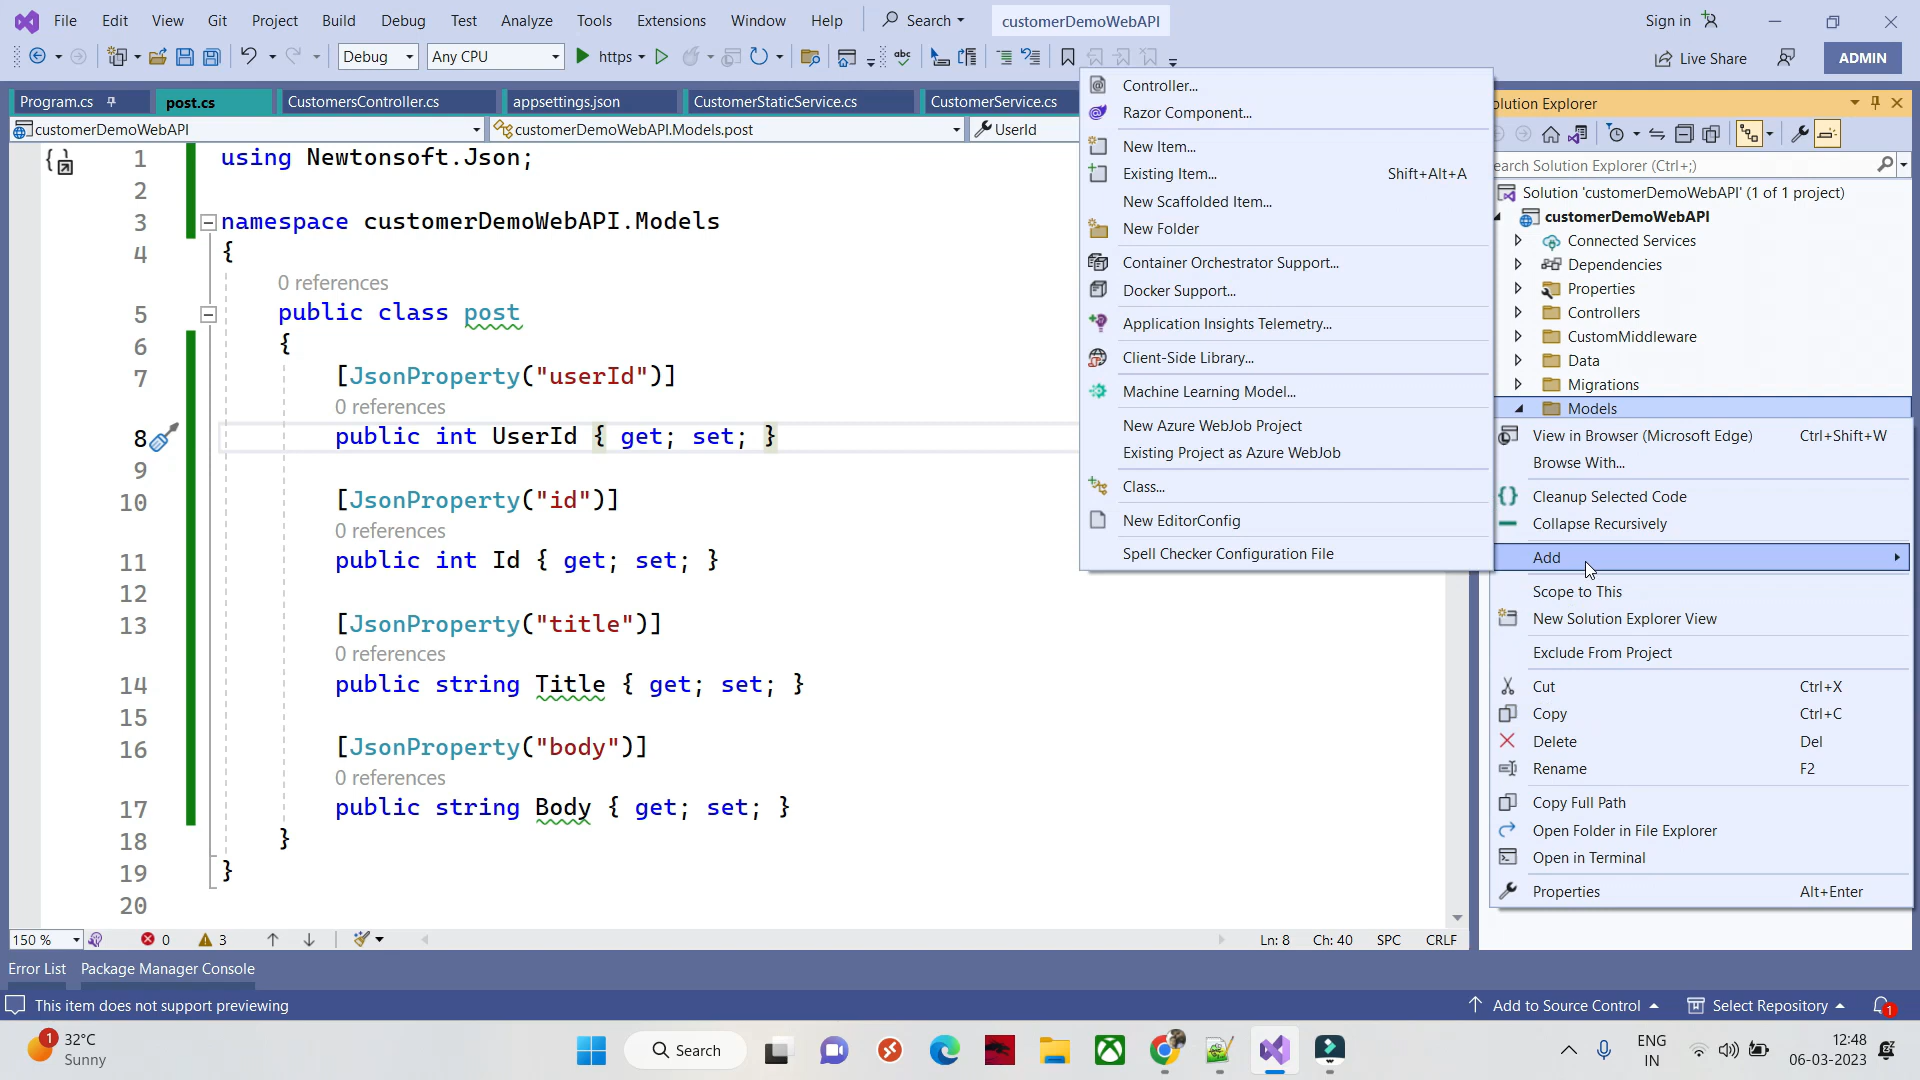 File Edit View Git Project Build Debug Test Analyze Tools Extensions Window Help Search customerDemoWebAPI Sign in
Debug Any CPU https Live Share ADMIN
Program.cs post.cs CustomersController.cs appsettings.json CustomerStaticService.cs CustomerService.cs
customerDemoWebAPI customerDemoWebAPI.Models.post UserId
1 using Newtonsoft.Json;
2
3 namespace customerDemoWebAPI.Models
4 {
0 references
5 public class post
6 {
7 [JsonProperty("userId")]
0 references
8 public int UserId { get; set; }
9
10 [JsonProperty("id")]
0 references
11 public int Id { get; set; }
12
13 [JsonProperty("title")]
0 references
14 public string Title { get; set; }
15
16 [JsonProperty("body")]
0 references
17 public string Body { get; set; }
18 }
19 }
20
Controller...
Razor Component...
New Item...
Existing Item... Shift+Alt+A
New Scaffolded Item...
New Folder
Container Orchestrator Support...
Docker Support...
Application Insights Telemetry...
Client-Side Library...
Machine Learning Model...
New Azure WebJob Project
Existing Project as Azure WebJob
Class...
New EditorConfig
Spell Checker Configuration File
olution Explorer
earch Solution Explorer (Ctrl+;)
Solution 'customerDemoWebAPI' (1 of 1 project)
customerDemoWebAPI
Connected Services
Dependencies
Properties
Controllers
CustomMiddleware
Data
Migrations
Models
View in Browser (Microsoft Edge) Ctrl+Shift+W
Browse With...
Cleanup Selected Code
Collapse Recursively
Add
Scope to This
New Solution Explorer View
Exclude From Project
Cut Ctrl+X
Copy Ctrl+C
Delete Del
Rename F2
Copy Full Path
Open Folder in File Explorer
Open in Terminal
Properties Alt+Enter
150 % 0 3 Ln: 8 Ch: 40 SPC CRLF
Error List Package Manager Console
This item does not support previewing Add to Source Control Select Repository 1
1 32°C
Sunny
Search
ENG
IN
12:48
06-03-2023